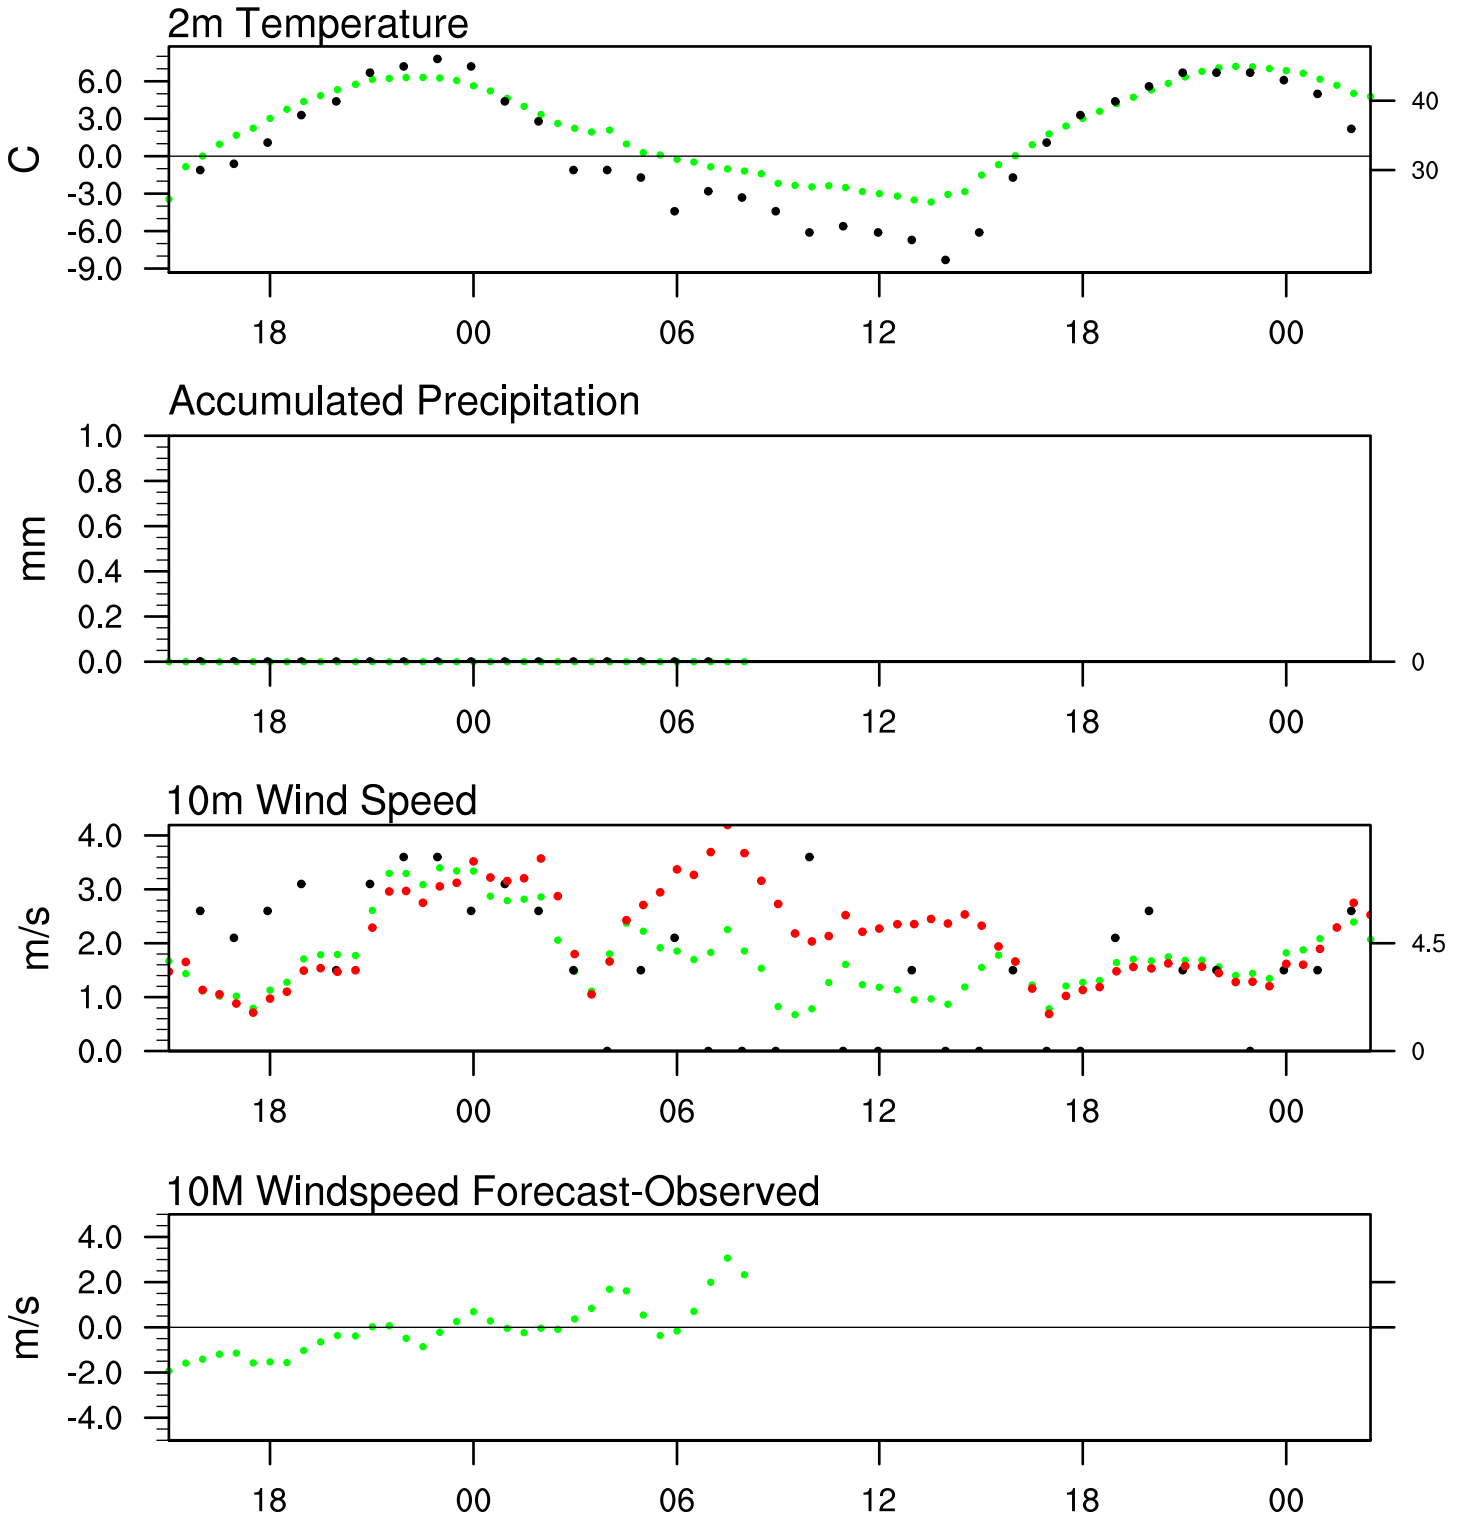 2m Temperature
6.0
3.0
0.0
-3.0
-6.0
-9.0
C
40
30
18 00 06 12 18 00
Accumulated Precipitation
1.0
0.8
0.6
0.4
0.2
0.0
mm
0
18 00 06 12 18 00
10m Wind Speed
4.0
3.0
2.0
1.0
0.0
m/s
4.5
0
18 00 06 12 18 00
10M Windspeed Forecast-Observed
4.0
2.0
0.0
-2.0
-4.0
m/s
18 00 06 12 18 00